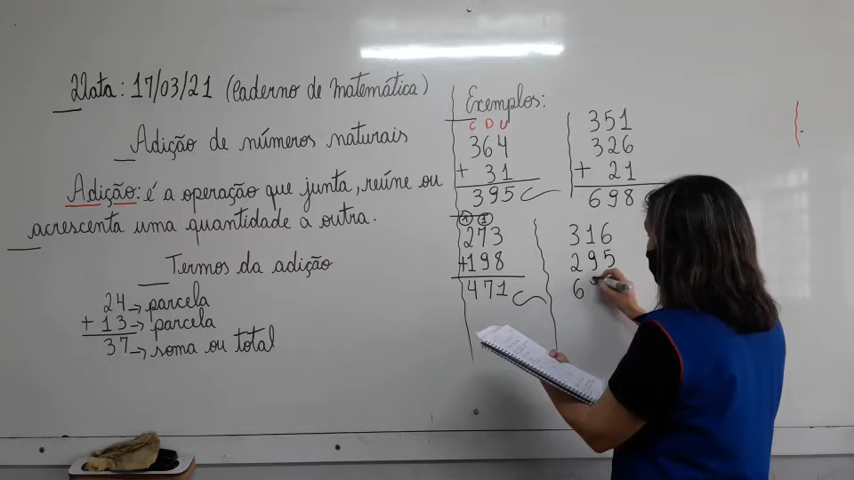 Data: 17/03/21 (Caderno de Matemática)
Adição de números naturais
Adição: é a operação que junta, reúne ou
acrescenta uma quantidade a outra.
Termos da adição
24 → parcela
+ 13 → parcela
37 → soma ou total
Exemplos:
C D U
364
+ 31
395
351
326
+ 21
698
1 1
273
+198
471
316
295
6